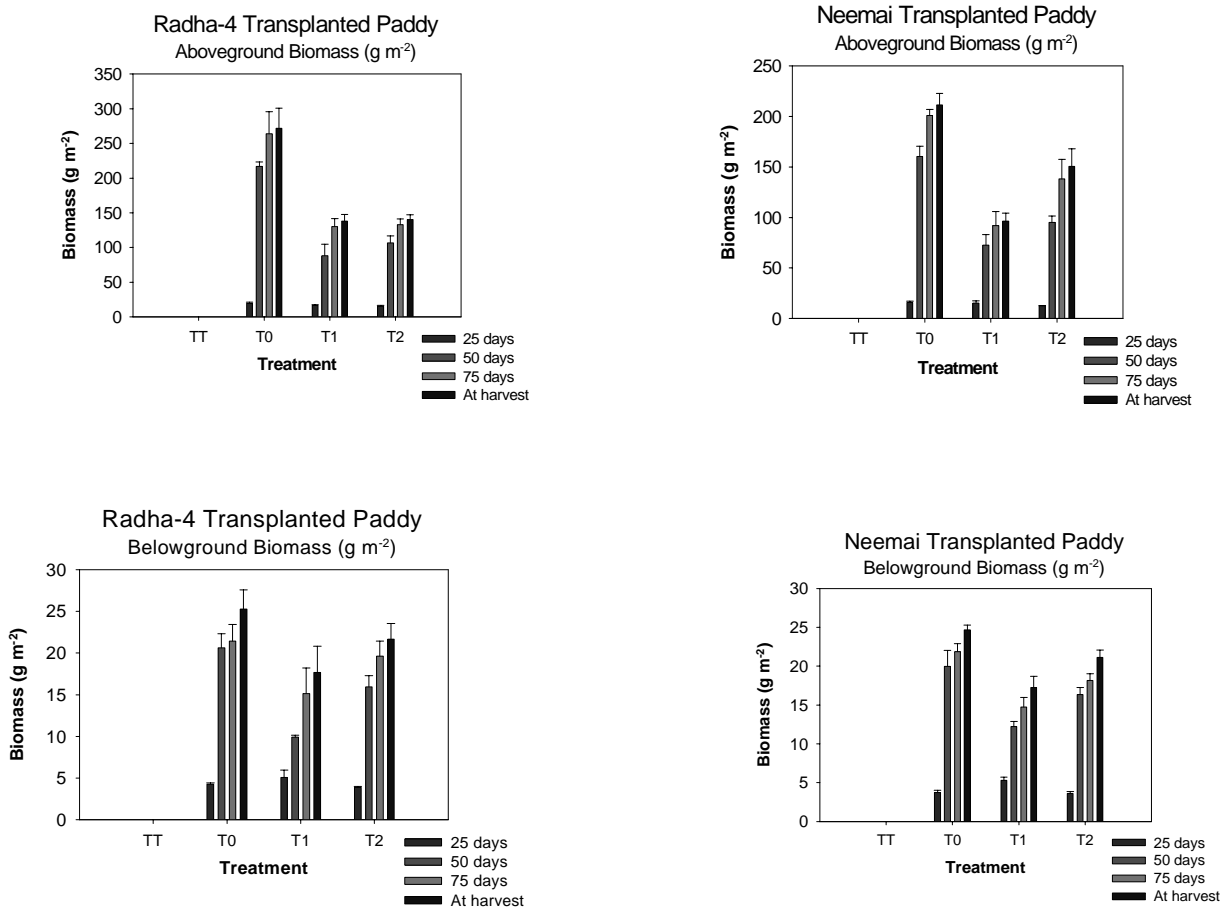 Radha-4 Transplanted Paddy
Aboveground Biomass (g m-2)
Biomass (g m-2)
350
300
250
200
150
100
50
0
TT T0 T1 T2
Treatment
25 days
50 days
75 days
At harvest
Neemai Transplanted Paddy
Aboveground Biomass (g m-2)
Biomass (g m-2)
250
200
150
100
50
0
TT T0 T1 T2
Treatment
25 days
50 days
75 days
At harvest
Radha-4 Transplanted Paddy
Belowground Biomass (g m-2)
Biomass (g m-2)
30
25
20
15
10
5
0
TT T0 T1 T2
Treatment
25 days
50 days
75 days
At harvest
Neemai Transplanted Paddy
Belowground Biomass (g m-2)
Biomass (g m-2)
30
25
20
15
10
5
0
TT T0 T1 T2
Treatment
25 days
50 days
75 days
At harvest